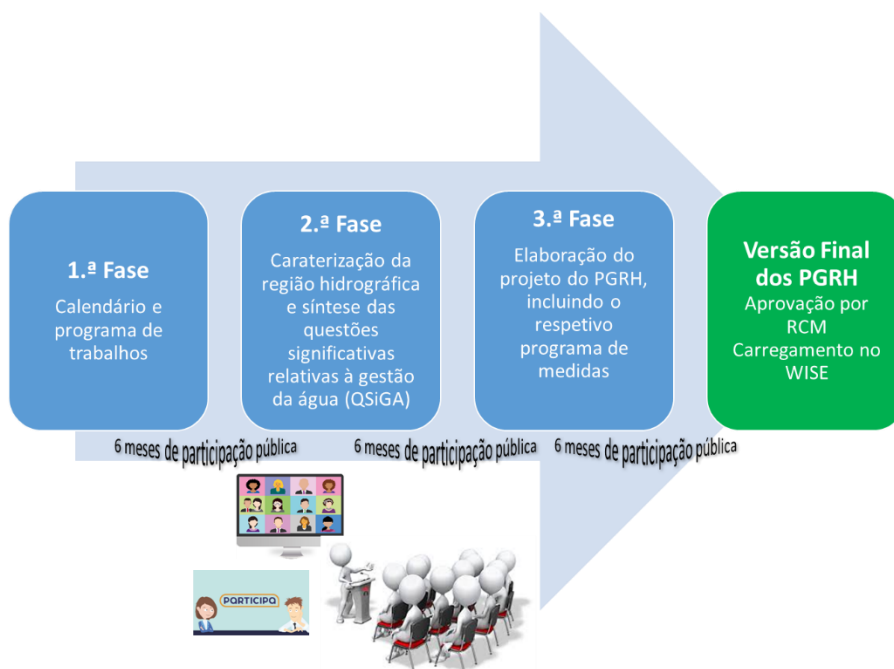 1.ª Fase
Calendário e
programa de
trabalhos
2.ª Fase
Caraterização da
região hidrográfica
e síntese das
questões
significativas
relativas à gestão
da água (QSiGA)
3.ª Fase
Elaboração do
projeto do PGRH,
incluindo o
respetivo
programa de
medidas
Versão Final
dos PGRH
Aprovação por
RCM
Carregamento no
WISE
6 meses de participação pública
6 meses de participação pública
6 meses de participação pública
PARTICIPA